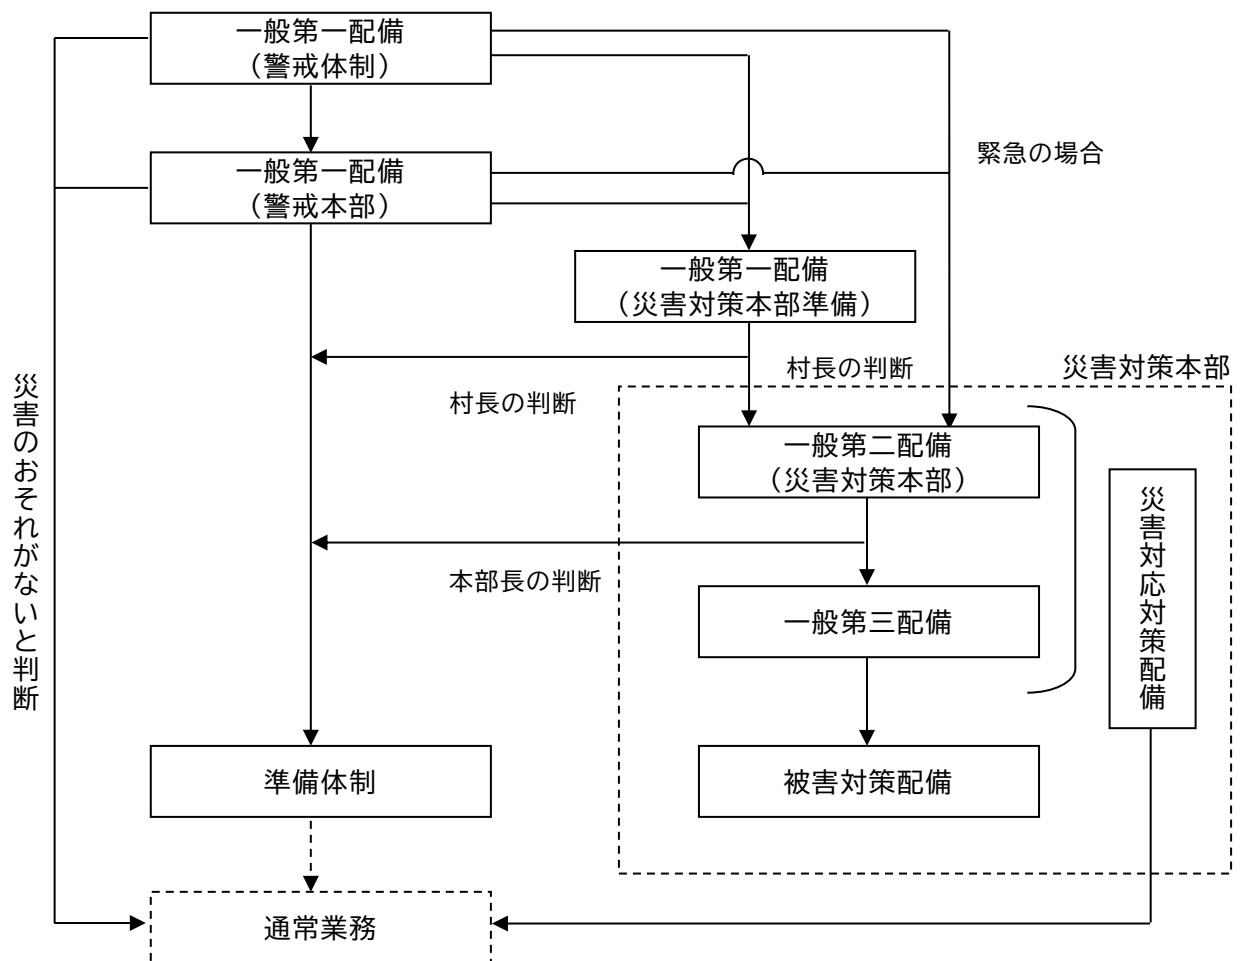 一般第一配備
（警戒体制）
緊急の場合
一般第一配備
（警戒本部）
一般第一配備
（災害対策本部準備）
村長の判断
災害対策本部
村長の判断
災害のおそれがないと判断
一般第二配備
（災害対策本部）
災害対応対策配備
本部長の判断
一般第三配備
準備体制
被害対策配備
通常業務